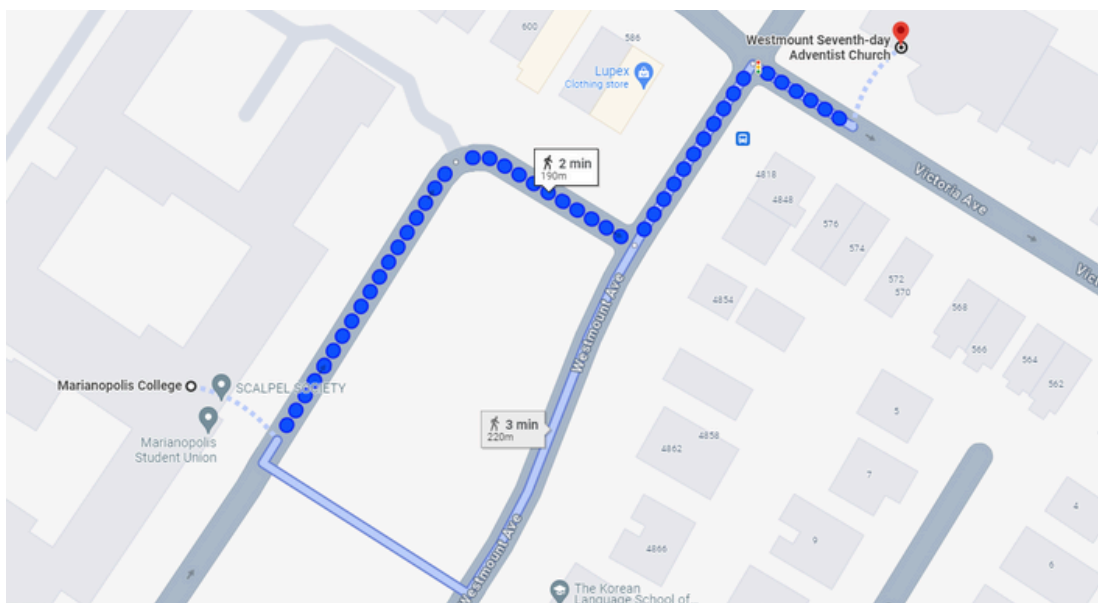 600
586
Westmount Seventh-day
Adventist Church
Lupex
Clothing store
2 min
190m
4818
4848
576
574
Victoria Ave
572
570
4854
Westmount Ave
568
566
564
562
Marianopolis College
SCALPEL SOCIETY
Marianopolis
Student Union
3 min
220m
5
4858
4862
7
4
4866
9
6
Westmount Ave
The Korean
Language School of...